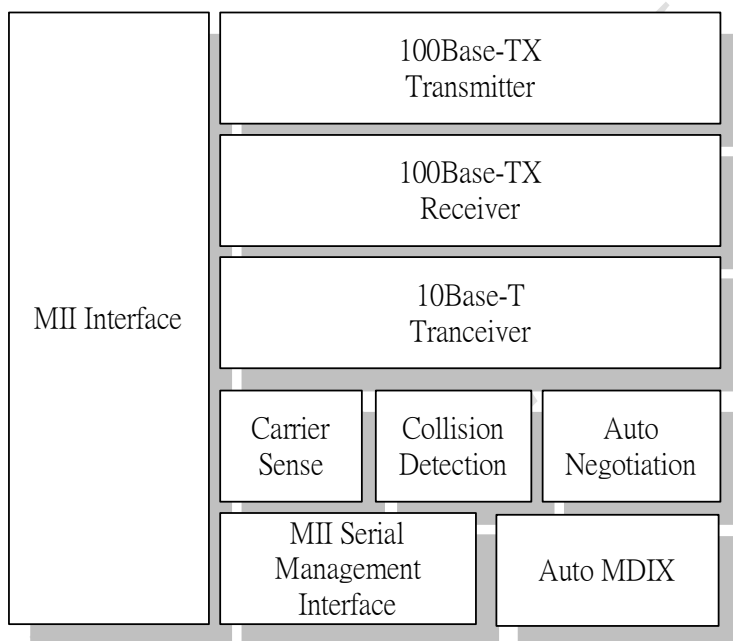 MII Interface
100Base-TX
Transmitter
100Base-TX
Receiver
10Base-T
Tranceiver
Carrier
Sense
Collision
Detection
Auto
Negotiation
MII Serial
Management
Interface
Auto MDIX